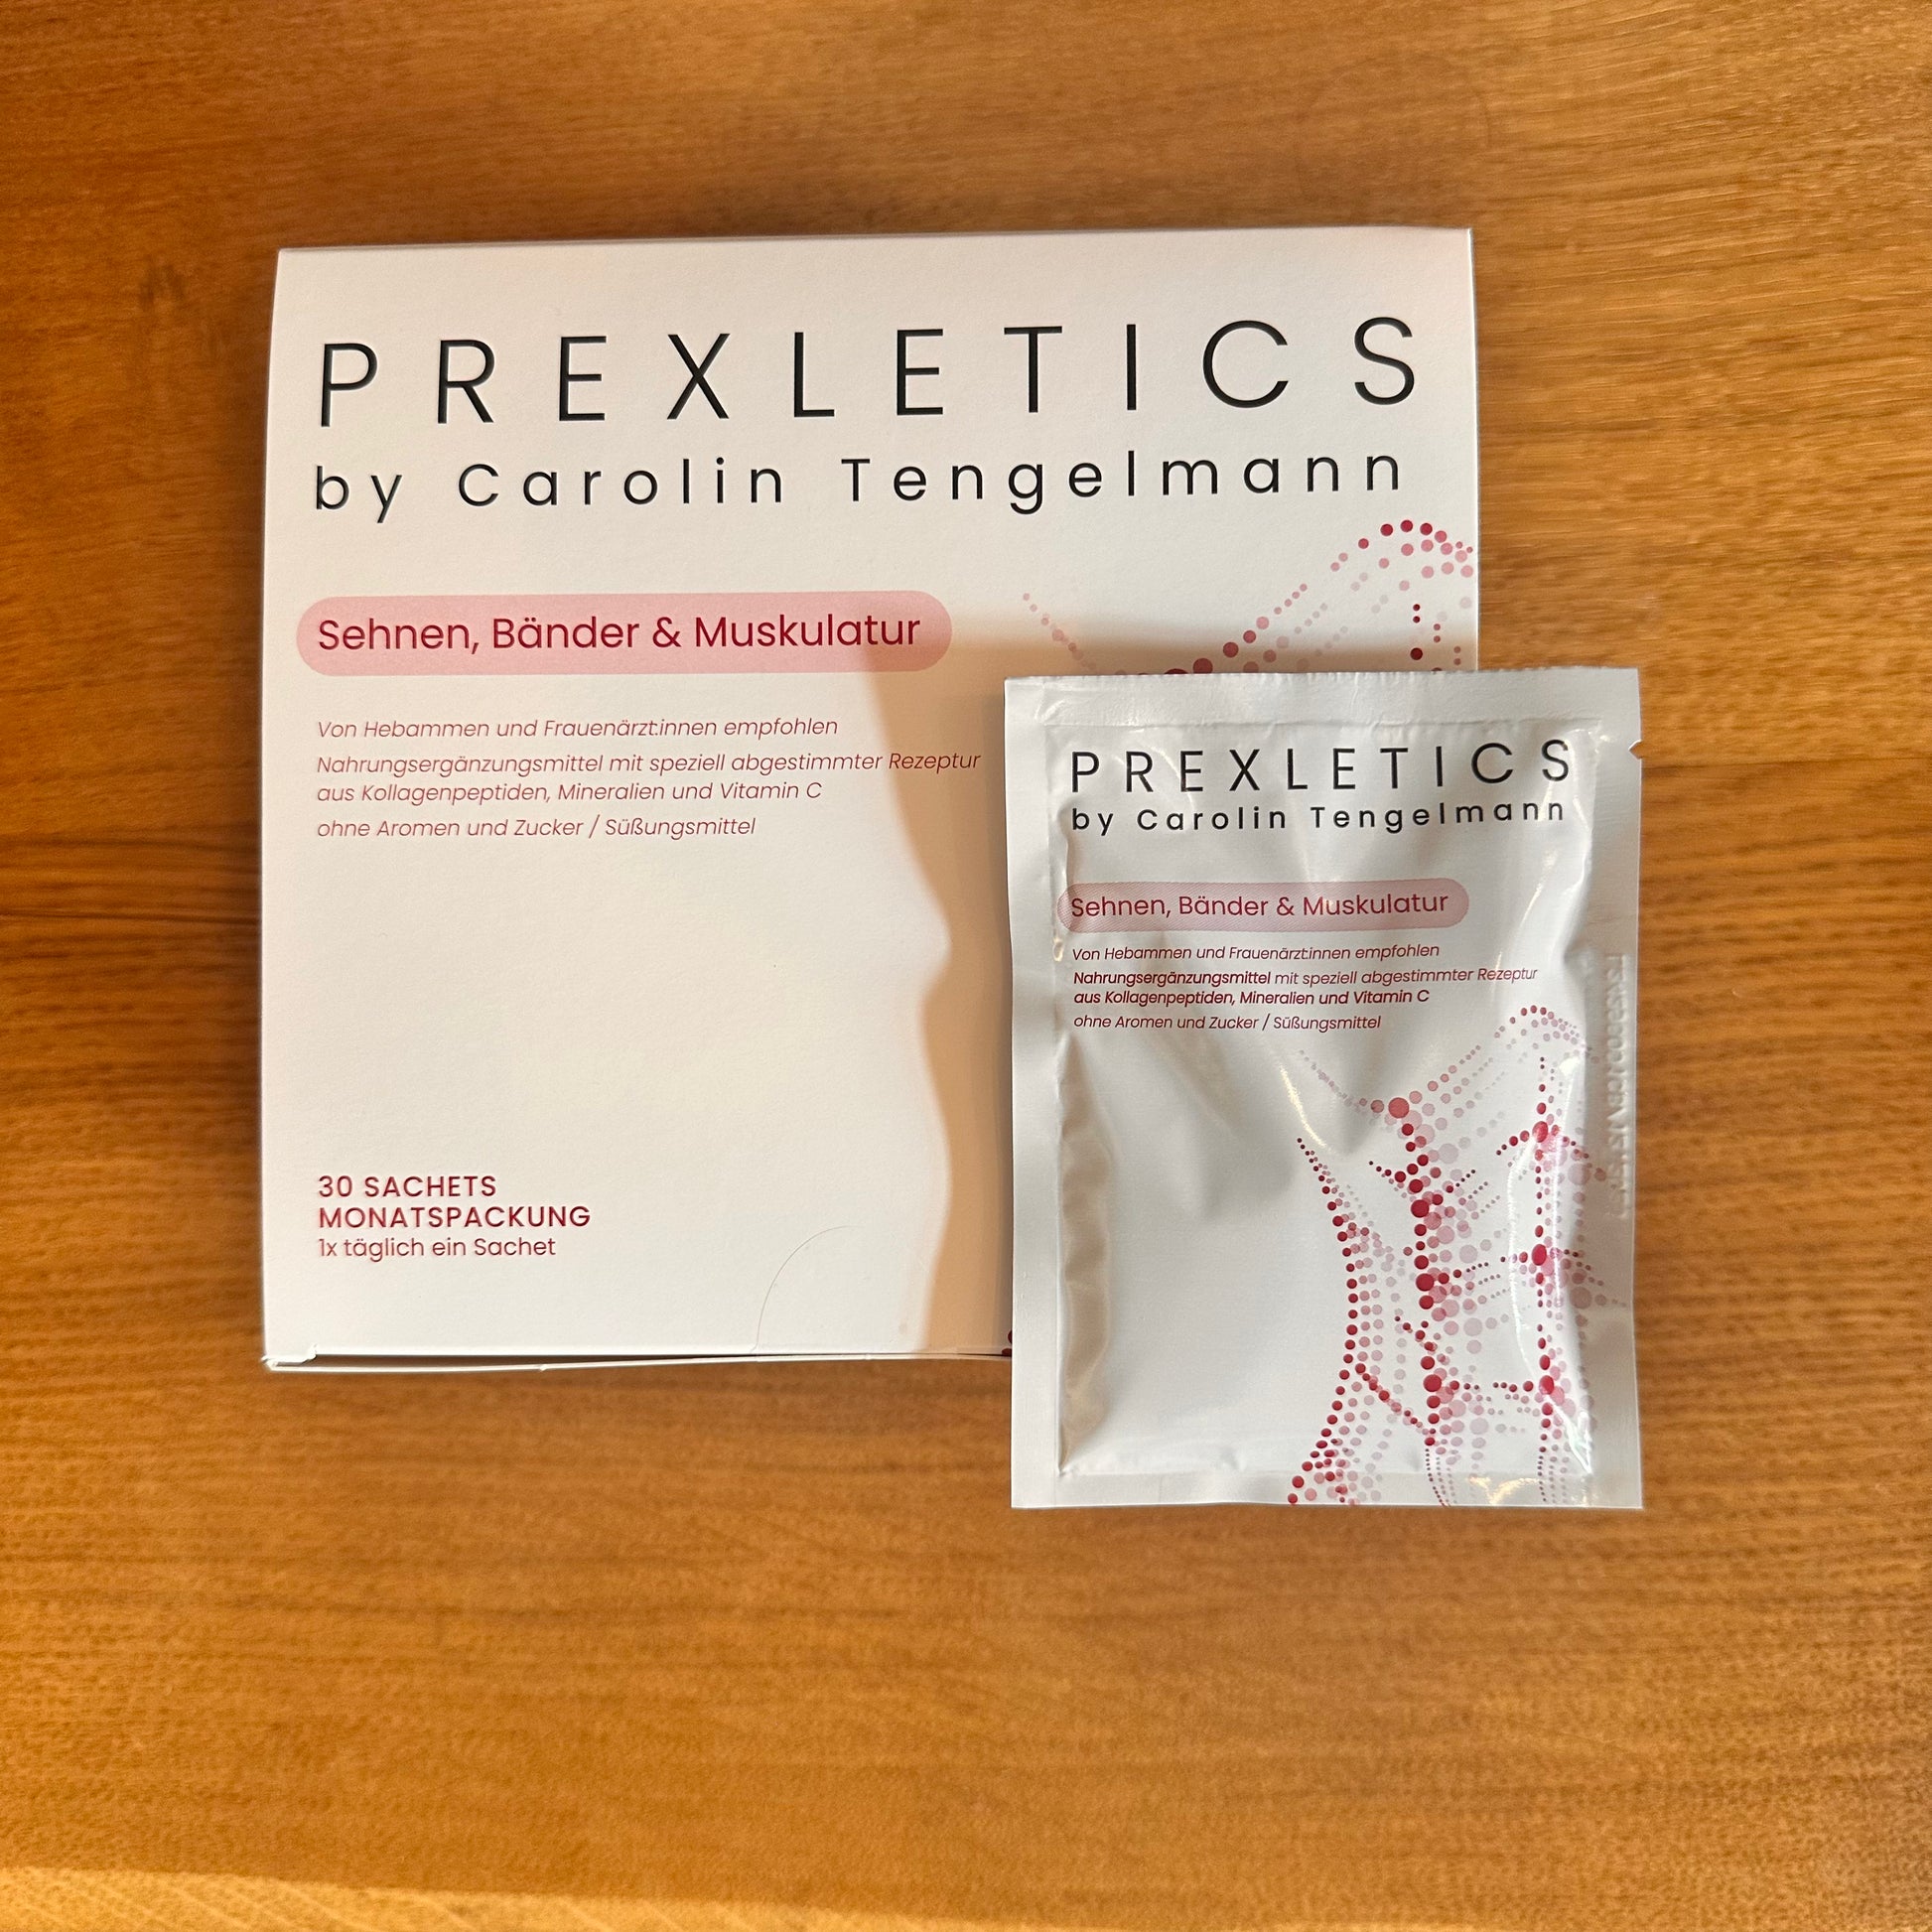 PREXLETICS
by Carolin Tengelmann
Sehnen, Bänder & Muskulatur
Von Hebammen und Frauenärzt:innen empfohlen
Nahrungsergänzungsmittel mit speziell abgestimmter Rezeptur
aus Kollagenpeptiden, Mineralien und Vitamin C
ohne Aromen und Zucker / Süßungsmittel
30 SACHETS
MONATSPACKUNG
1x täglich ein Sachet
PREXLETICS
by Carolin Tengelmann
Sehnen, Bänder & Muskulatur
Von Hebammen und Frauenärzt:innen empfohlen
Nahrungsergänzungsmittel mit speziell abgestimmter Rezeptur
aus Kollagenpeptiden, Mineralien und Vitamin C
ohne Aromen und Zucker / Süßungsmittel